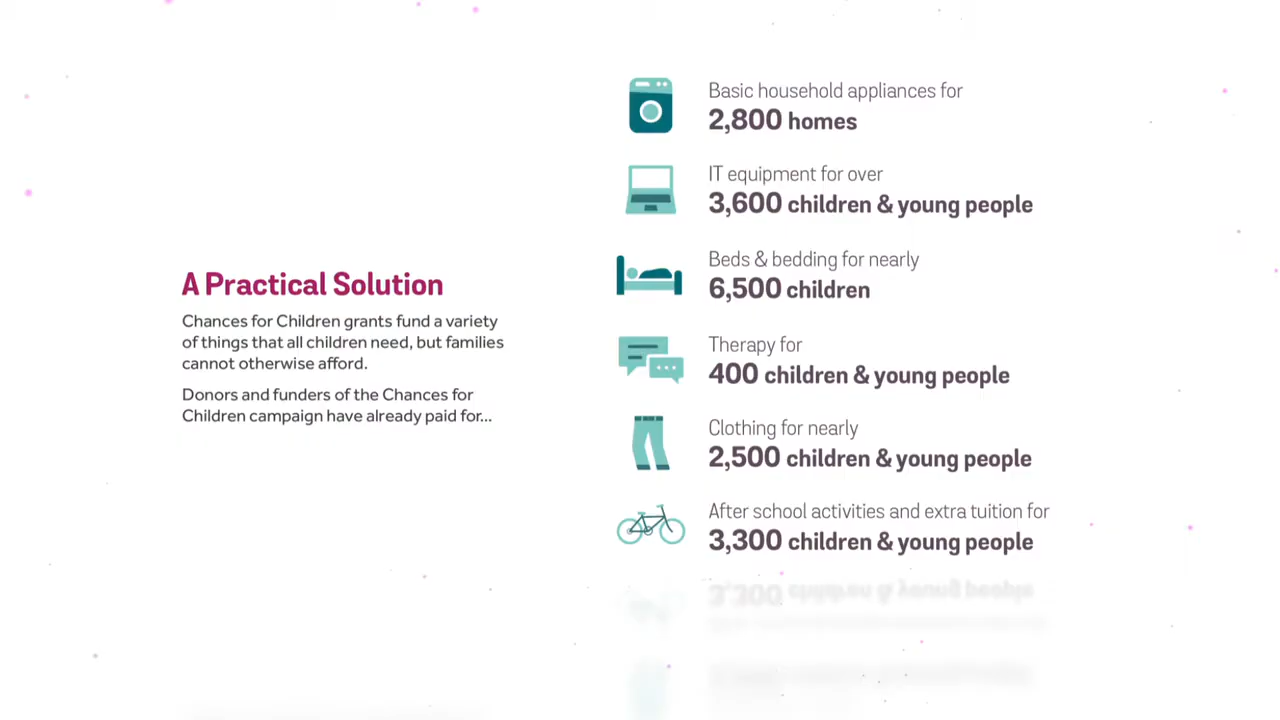 A Practical Solution
Chances for Children grants fund a variety
of things that all children need, but families
cannot otherwise afford.
Donors and funders of the Chances for
Children campaign have already paid for...
Basic household appliances for
2,800 homes
IT equipment for over
3,600 children & young people
Beds & bedding for nearly
6,500 children
Therapy for
400 children & young people
Clothing for nearly
2,500 children & young people
After school activities and extra tuition for
3,300 children & young people